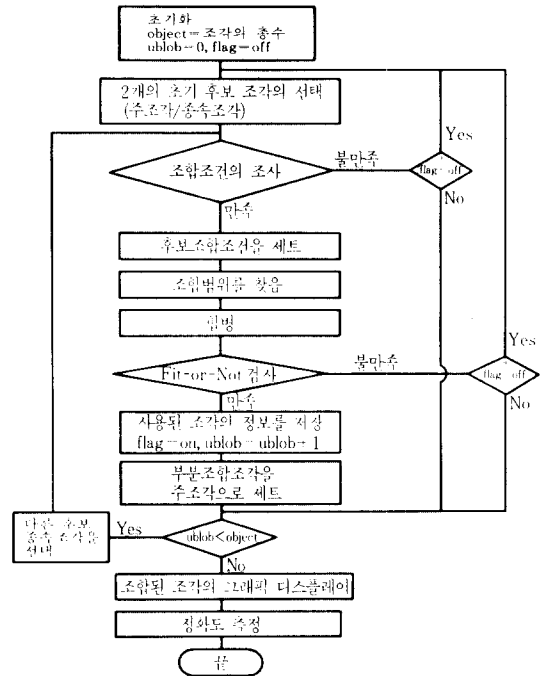 초기화
object=조각의 총수
ublob=0, flag=off
2개의 초기 후보 조각의 선택
(주조각/종속조각)
조합조건의 조사
불만족
flag=off
Yes
No
만족
후보조합조건을 세트
조합범위를 찾음
합병
Fit-or-Not 검사
불만족
flag=off
Yes
No
만족
사용된 조각의 정보를 저장
flag=on, ublob=ublob+1
부분조합조각을
주조각으로 세트
다른 후보
종속 조각을
선택
Yes
ublob<object
No
조합된 조각의 그래픽 디스플레이
정확도 측정
끝